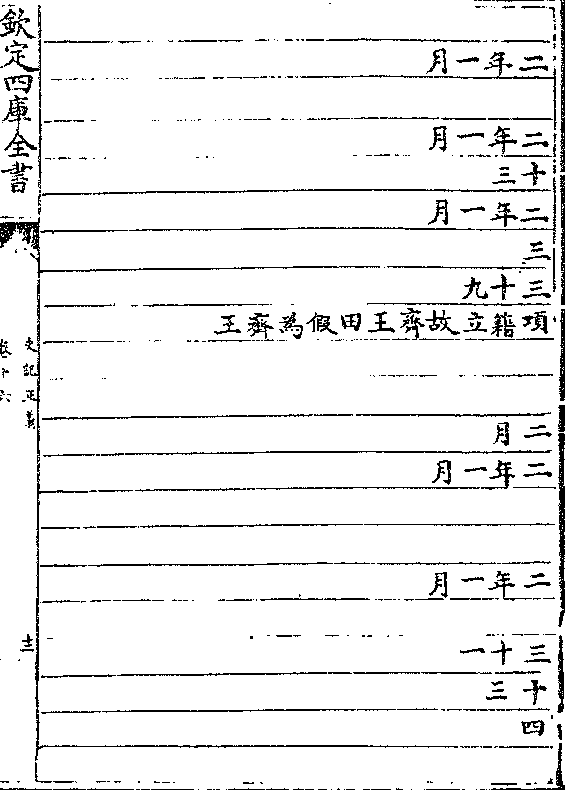 二年一月
二年一月
十三
二年一月
三
三十九
項籍立故齊王田假為齊王
二月
二年一月
二年一月
三十一
十三
四
欽定四庫全書
史記正義
卷十六